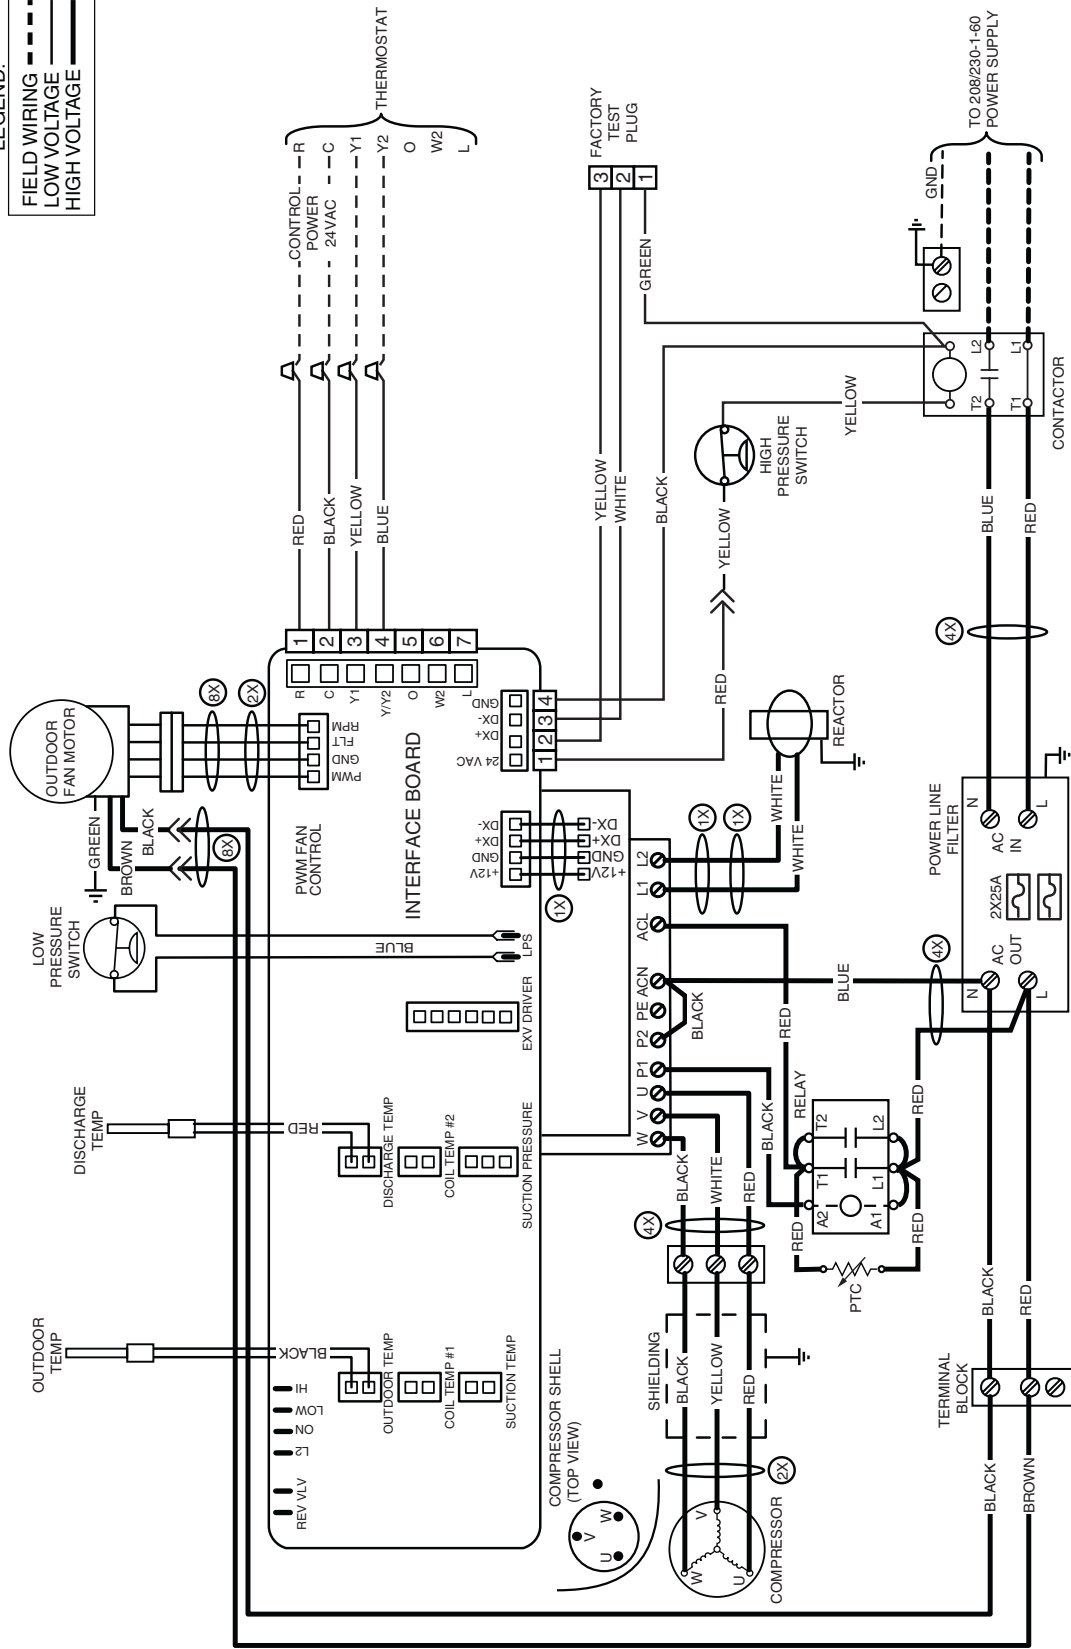 LEGEND:
FIELD WIRING
LOW VOLTAGE
HIGH VOLTAGE
THERMOSTAT
R
C
Y1
Y2
O
W2
L
CONTROL
POWER
24VAC
RED
BLACK
YELLOW
BLUE
FACTORY
TEST
PLUG
3
2
1
YELLOW
WHITE
GREEN
BLACK
TO 208/230-1-60
POWER SUPPLY
GND
L2
L1
T2
T1
CONTACTOR
YELLOW
HIGH
PRESSURE
SWITCH
YELLOW
RED
BLUE
RED
4X
OUTDOOR
FAN MOTOR
GREEN
BROWN
BLACK
8X
8X
2X
RPM
FLT
GND
PWM
PWM FAN
CONTROL
INTERFACE BOARD
1
2
3
4
5
6
7
R
C
Y1
Y/Y2
O
W2
L
GND
DX-
DX+
24 VAC
4
3
2
1
DX-
DX+
GND
+12V
DX-
DX+
GND
+12V
1X
LOW
PRESSURE
SWITCH
BLUE
LPS
EXV DRIVER
DISCHARGE
TEMP
RED
DISCHARGE TEMP
COIL TEMP #2
SUCTION PRESSURE
OUTDOOR
TEMP
BLACK
OUTDOOR TEMP
COIL TEMP #1
SUCTION TEMP
HI
LOW
ON
L2
REV VLV
L2
L1
ACL
ACN
PE
P2
P1
U
V
W
WHITE
WHITE
1X
1X
REACTOR
POWER LINE
FILTER
N
L
AC
IN
2X25A
AC
OUT
N
L
4X
BLUE
BLACK
RED
BLACK
RELAY
T2
L2
T1
L1
A2
A1
RED
RED
RED
PTC
BLACK
WHITE
RED
4X
SHIELDING
BLACK
YELLOW
RED
2X
COMPRESSOR
W
V
U
COMPRESSOR SHELL
(TOP VIEW)
U
V
W
BLACK
RED
TERMINAL
BLOCK
BLACK
BROWN